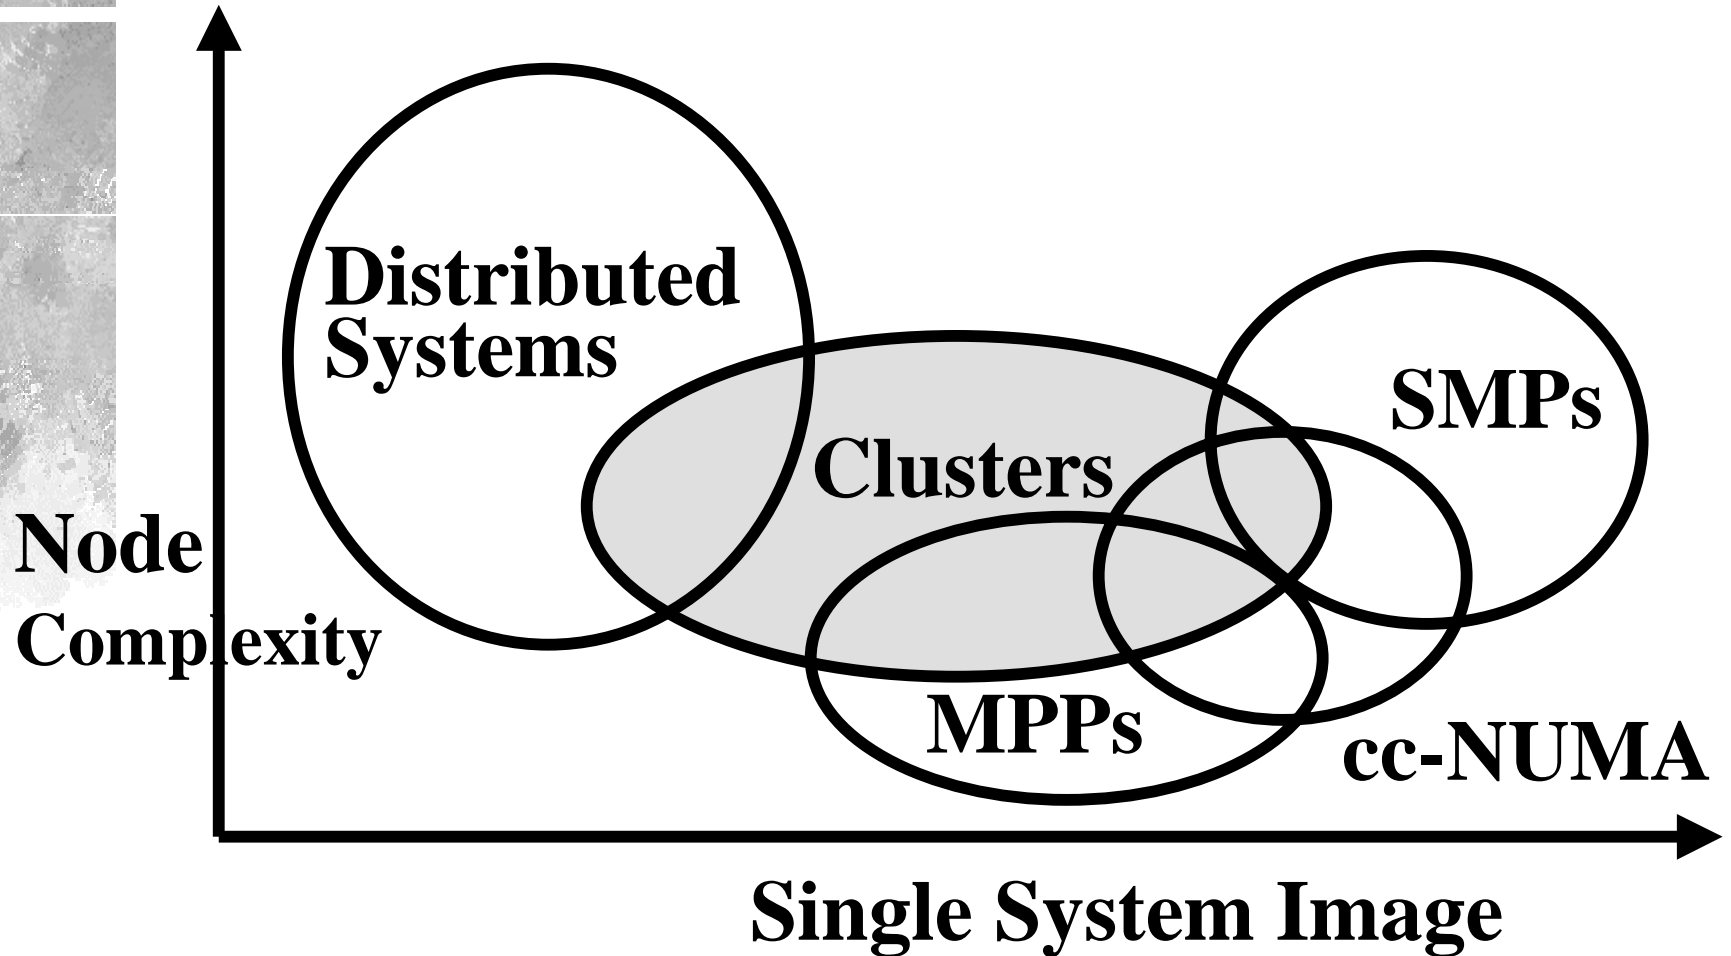 Distributed
Systems
SMPs
Clusters
Node
Complexity
MPPs
cc-NUMA
Single System Image